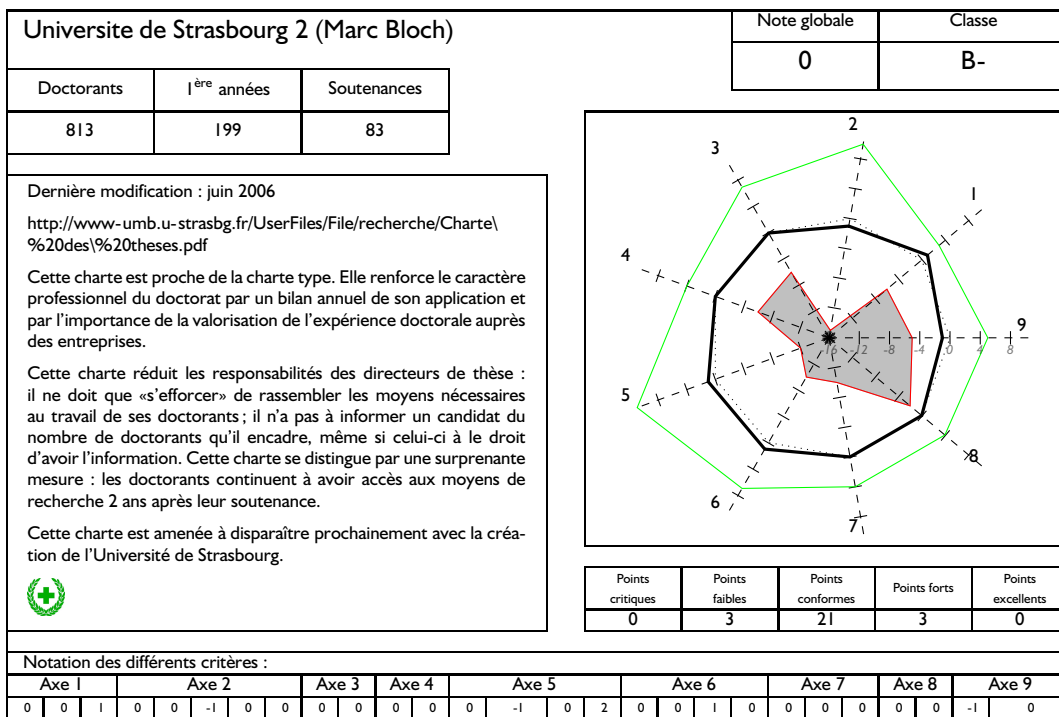 Universite de Strasbourg 2 (Marc Bloch)
Note globale Classe
0 B-
Doctorants 1ère années Soutenances
813 199 83
Dernière modification : juin 2006
http://www-umb.u-strasbg.fr/UserFiles/File/recherche/Charte\
%20des\%20theses.pdf
Cette charte est proche de la charte type. Elle renforce le caractère
professionnel du doctorat par un bilan annuel de son application et
par l'importance de la valorisation de l'expérience doctorale auprès
des entreprises.
Cette charte réduit les responsabilités des directeurs de thèse :
il ne doit que «s'efforcer» de rassembler les moyens nécessaires
au travail de ses doctorants ; il n'a pas à informer un candidat du
nombre de doctorants qu'il encadre, même si celui-ci à le droit
d'avoir l'information. Cette charte se distingue par une surprenante
mesure : les doctorants continuent à avoir accès aux moyens de
recherche 2 ans après leur soutenance.
Cette charte est amenée à disparaître prochainement avec la créa-
tion de l'Université de Strasbourg.
2
3
1
4
9
-16 -12 -8 -4 0 4 8
5
8
6
7
Points critiques Points faibles Points conformes Points forts Points excellents
0 3 21 3 0
Notation des différents critères :
Axe 1 Axe 2 Axe 3 Axe 4 Axe 5 Axe 6 Axe 7 Axe 8 Axe 9
0 0 1 0 0 -1 0 0 0 0 0 0 0 -1 0 2 0 0 1 0 0 0 0 0 0 -1 0